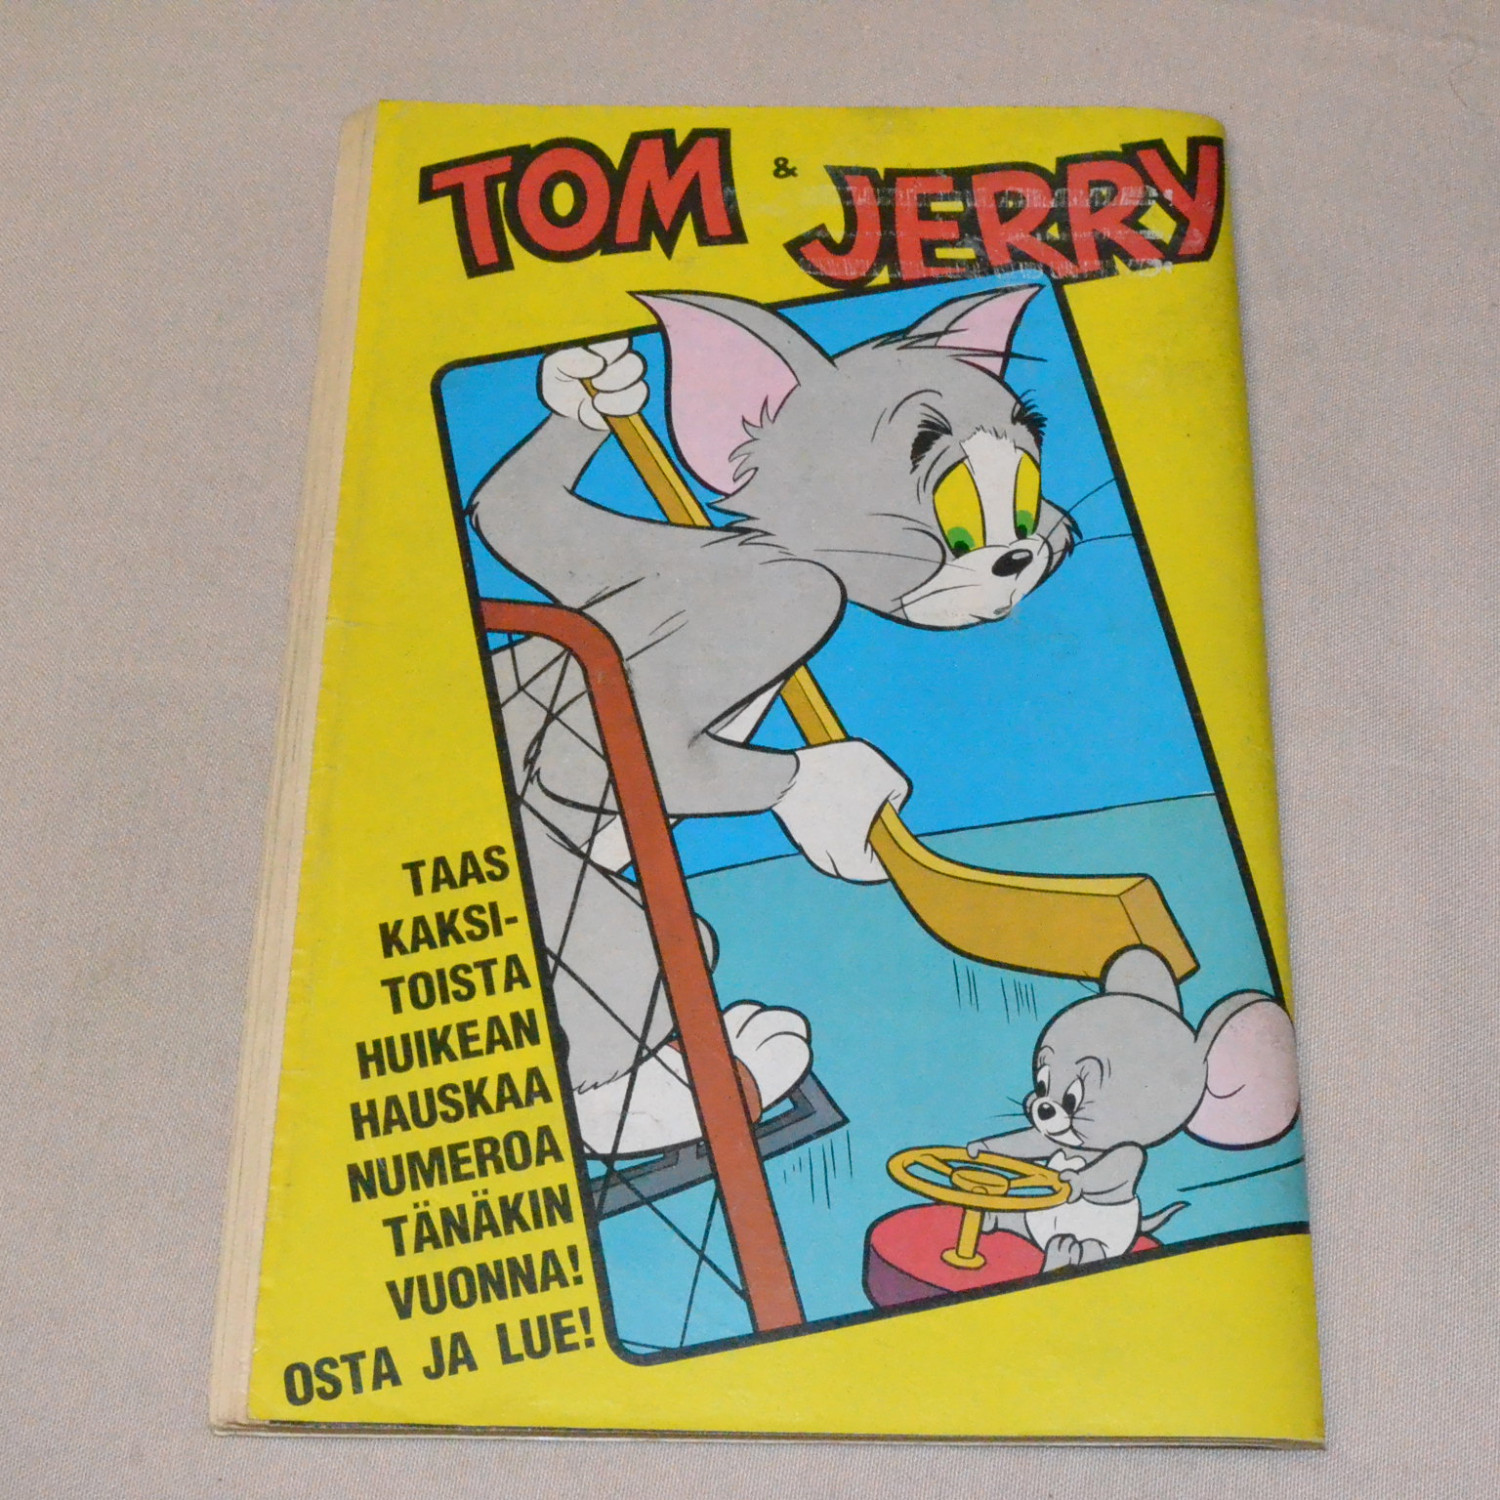 TOM & JERRY
TAAS
KAKSI-
TOISTA
HUIKEAN
HAUSKAA
NUMEROA
TÄNÄKIN
VUONNA!
OSTA JA LUE!